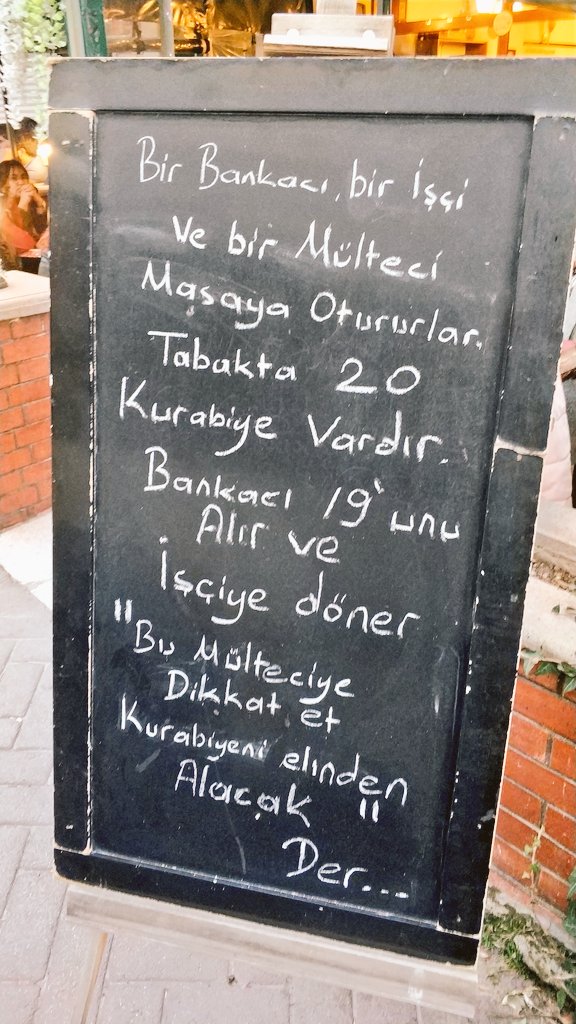 Bir Bankacı, bir İşçi
Ve bir Mülteci
Masaya Otururlar.
Tabakta 20
Kurabiye Vardır.
Bankacı 19'unu
Alır ve
İşçiye döner
"Bu Mülteciye
Dikkat et
Kurabiyeni elinden
Alacak"
Der...